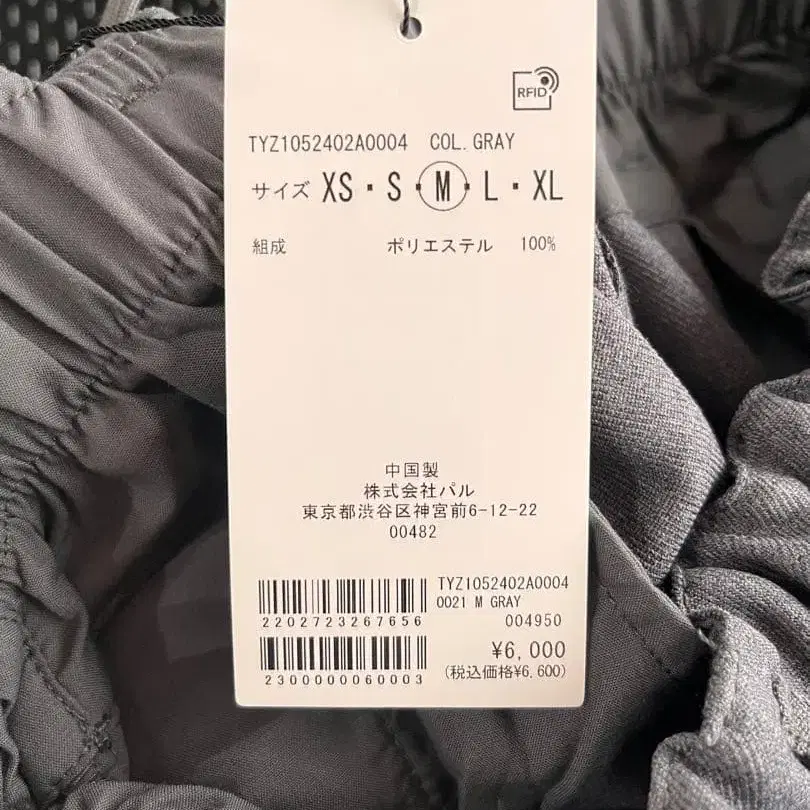 RFID
TYZ1052402A0004 COL.GRAY
サイズ XS・S・M・L・XL
組成 ポリエステル 100%
中国製
株式会社パル
東京都渋谷区神宮前6-12-22
00482
TYZ1052402A0004
0021 M GRAY
2202723267656
004950
¥6,000
2300000060003
(税込価格¥6,600)